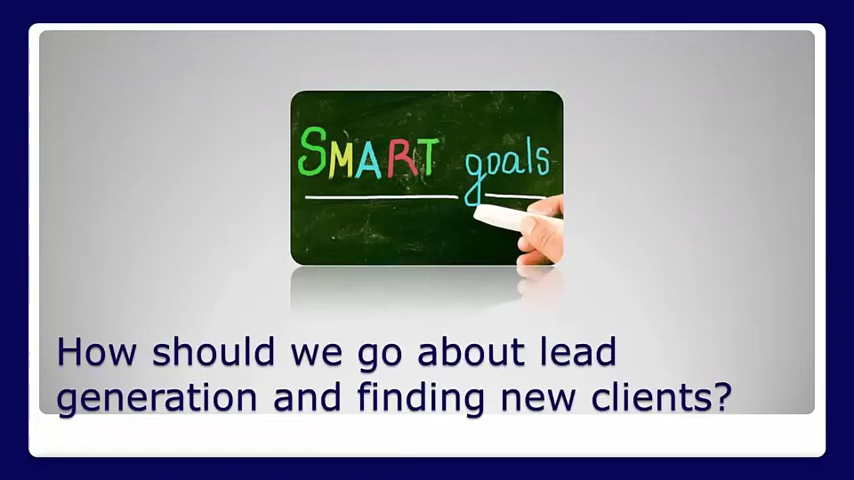 SMART goals
How should we go about lead
generation and finding new clients?